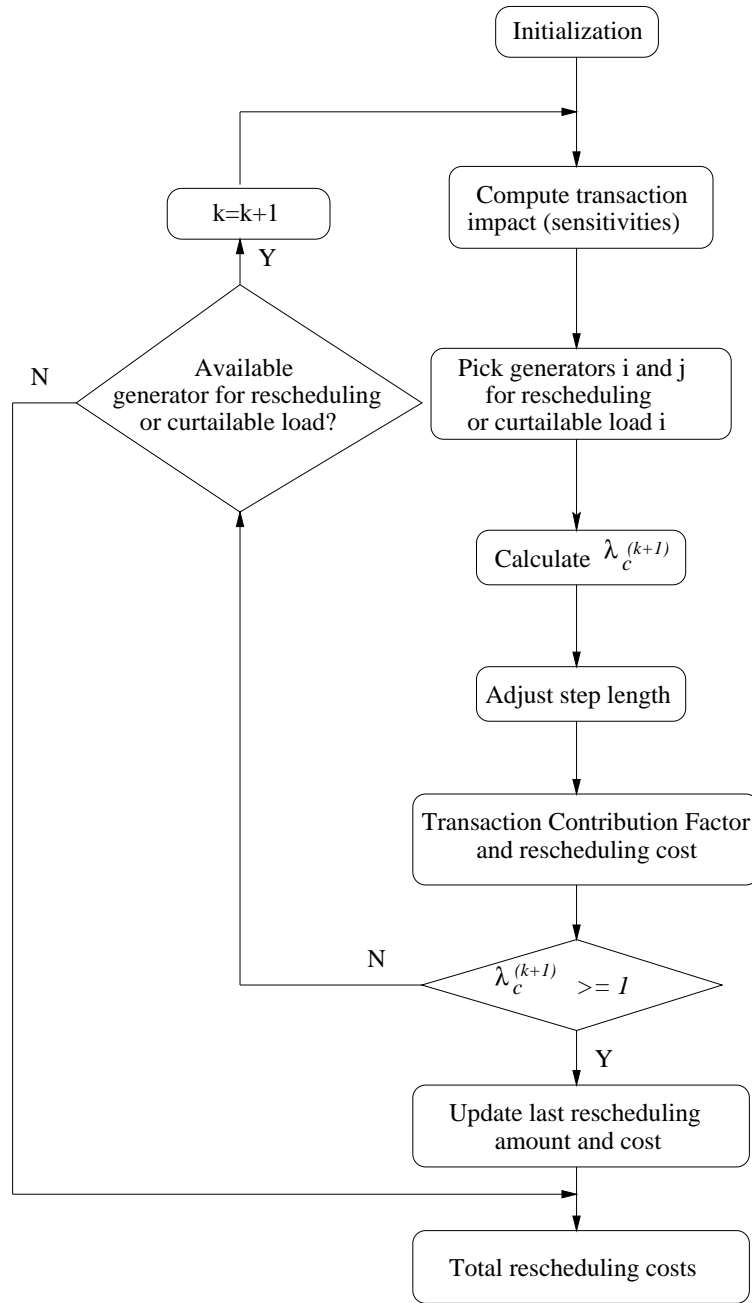 Initialization
k=k+1
Compute transaction
impact (sensitivities)
Y
Available
generator for rescheduling
or curtailable load?
N
Pick generators i and j
for rescheduling
or curtailable load i
Calculate λ_c^(k+1)
Adjust step length
Transaction Contribution Factor
and rescheduling cost
N
λ_c^(k+1) >= 1
Y
Update last rescheduling
amount and cost
Total rescheduling costs